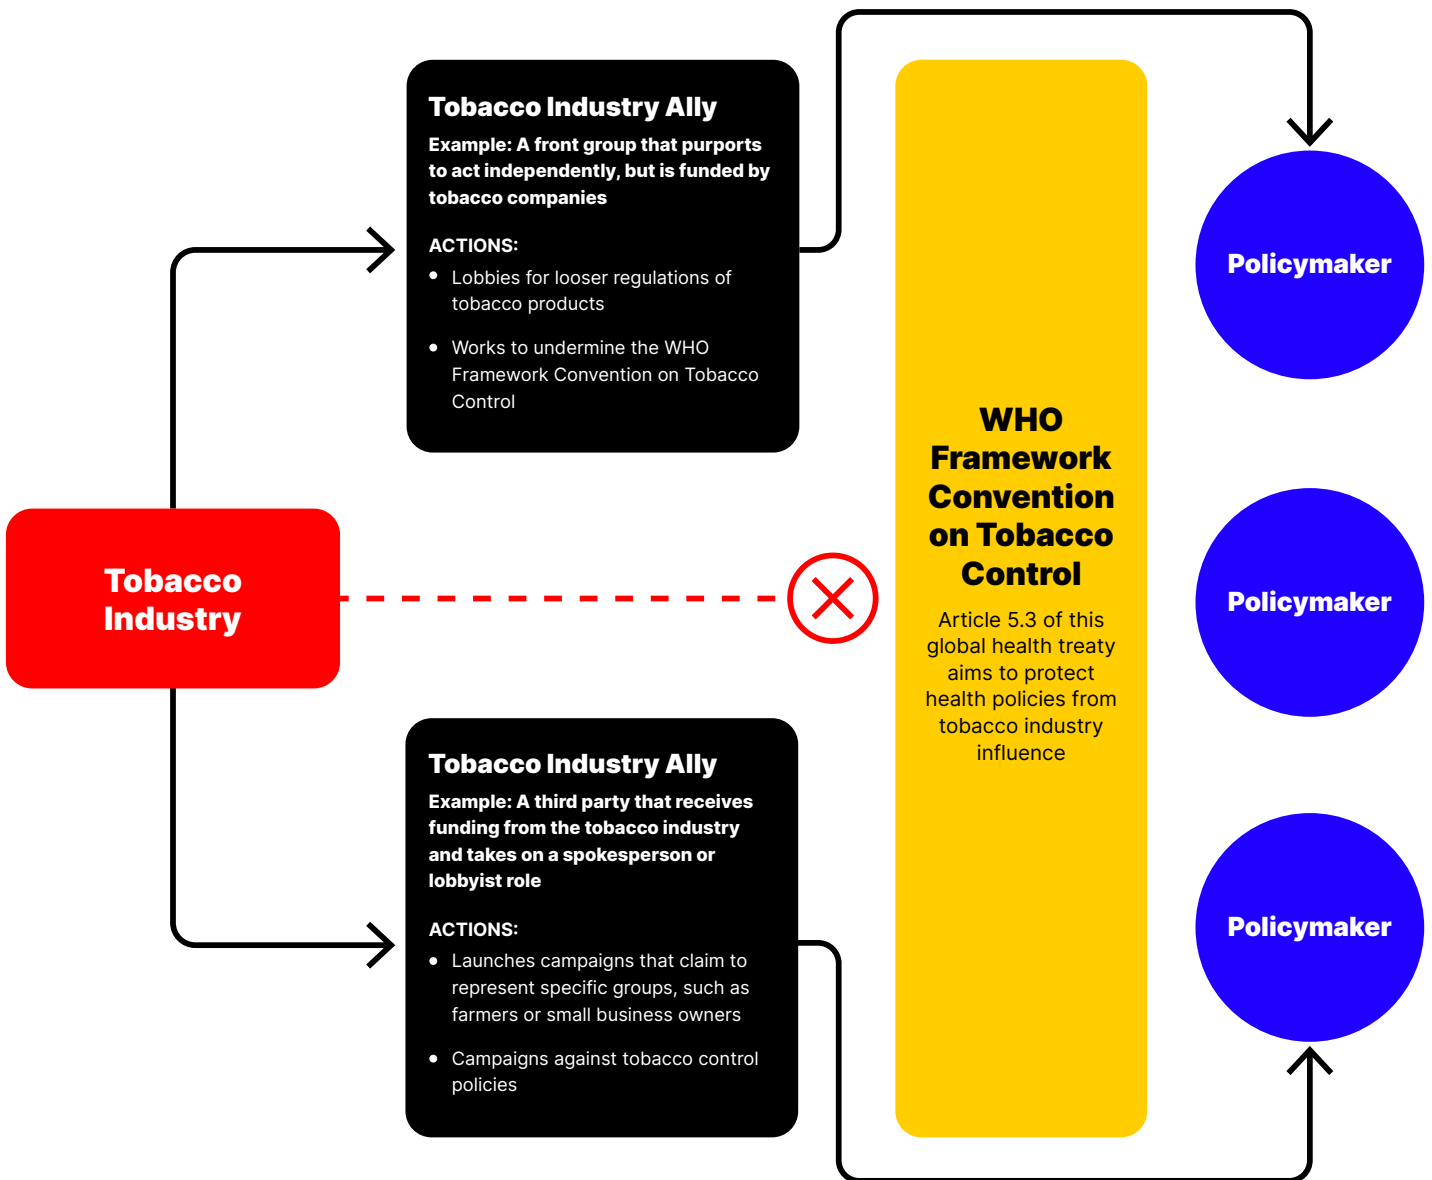 Tobacco Industry Ally
Example: A front group that purports
to act independently, but is funded by
tobacco companies
ACTIONS:
• Lobbies for looser regulations of
tobacco products
• Works to undermine the WHO
Framework Convention on Tobacco
Control
Tobacco
Industry
Tobacco Industry Ally
Example: A third party that receives
funding from the tobacco industry
and takes on a spokesperson or
lobbyist role
ACTIONS:
• Launches campaigns that claim to
represent specific groups, such as
farmers or small business owners
• Campaigns against tobacco control
policies
WHO
Framework
Convention
on Tobacco
Control
Article 5.3 of this
global health treaty
aims to protect
health policies from
tobacco industry
influence
Policymaker
Policymaker
Policymaker